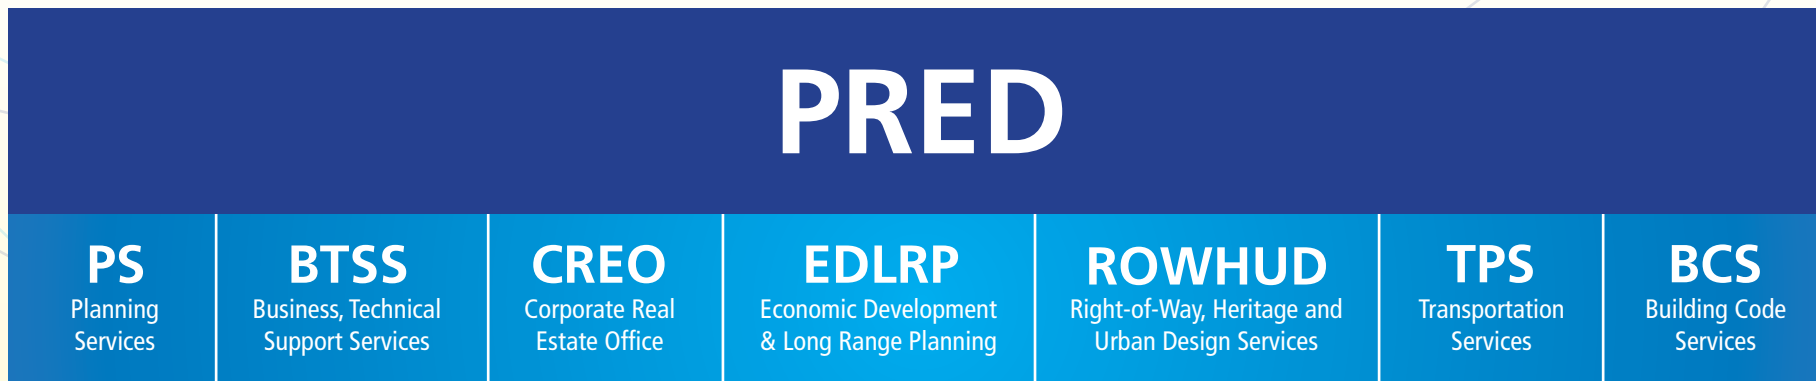 PRED
PS
Planning
Services
BTSS
Business, Technical
Support Services
CREO
Corporate Real
Estate Office
EDLRP
Economic Development
& Long Range Planning
ROWHUD
Right-of-Way, Heritage and
Urban Design Services
TPS
Transportation
Services
BCS
Building Code
Services